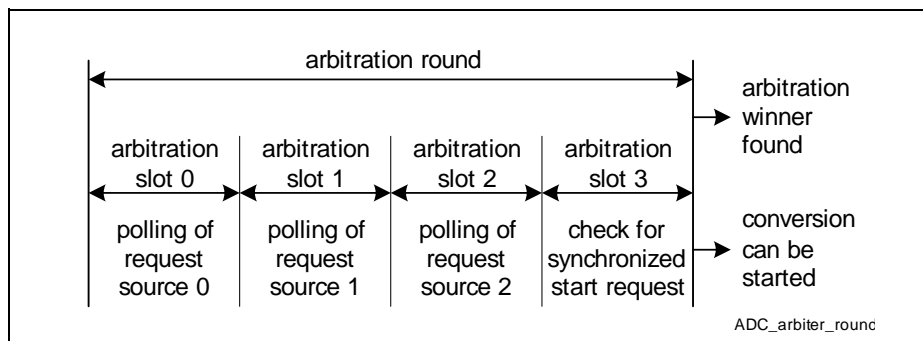 arbitration round
arbitration
winner
found
arbitration
slot 0
arbitration
slot 1
arbitration
slot 2
arbitration
slot 3
polling of
request
source 0
polling of
request
source 1
polling of
request
source 2
check for
synchronized
start request
conversion
can be
started
ADC_arbiter_round